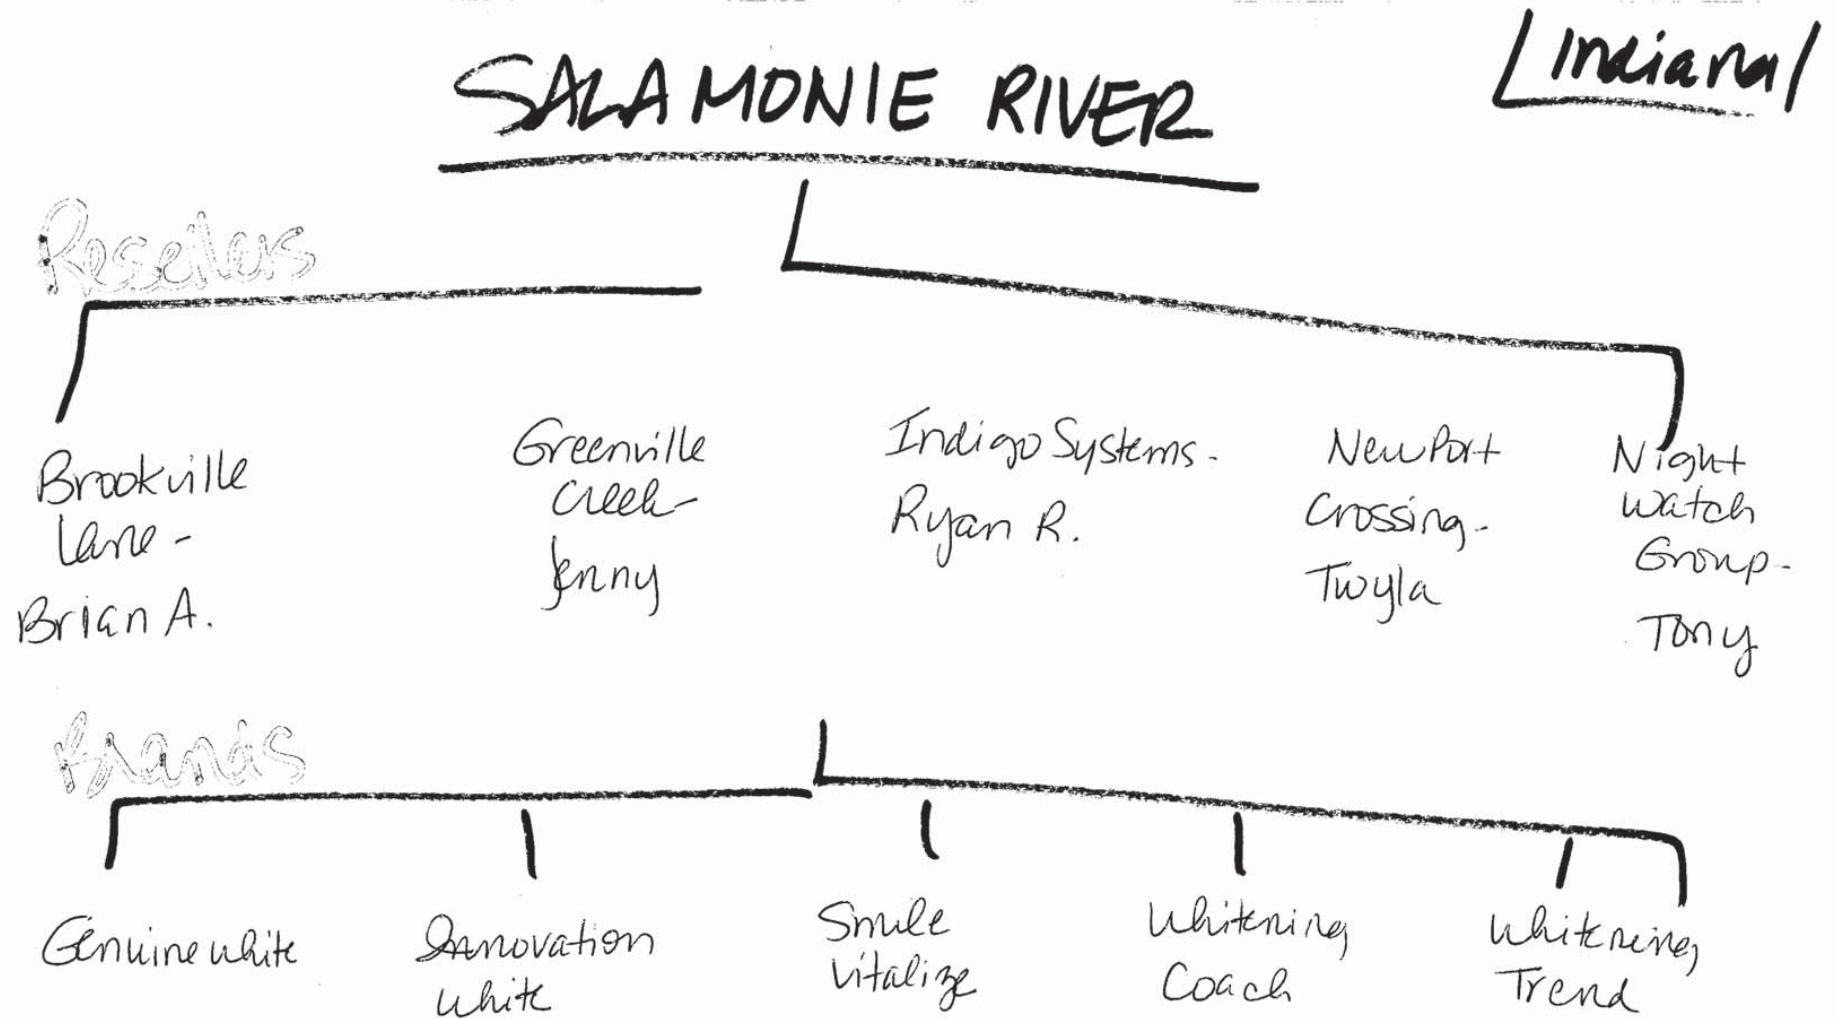 SALAMONIE RIVER
Indiana
Resellers
Brookville
Lane -
Brian A.
Greenville
Creek -
Jenny
Indigo Systems -
Ryan R.
NewPort
Crossing -
Twyla
Night
Watch
Group -
Tony
Brands
Genuine white
Innovation
White
Smile
Vitalize
Whitening
Coach
Whitening
Trend